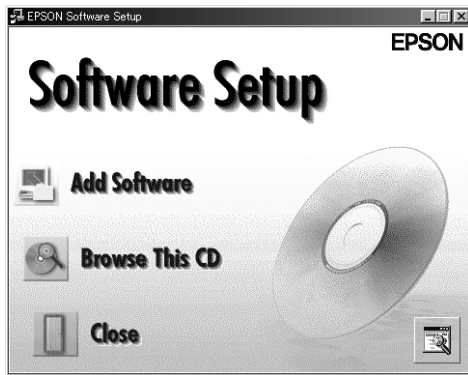 EPSON Software Setup
EPSON
Software Setup
Add Software
Browse This CD
Close